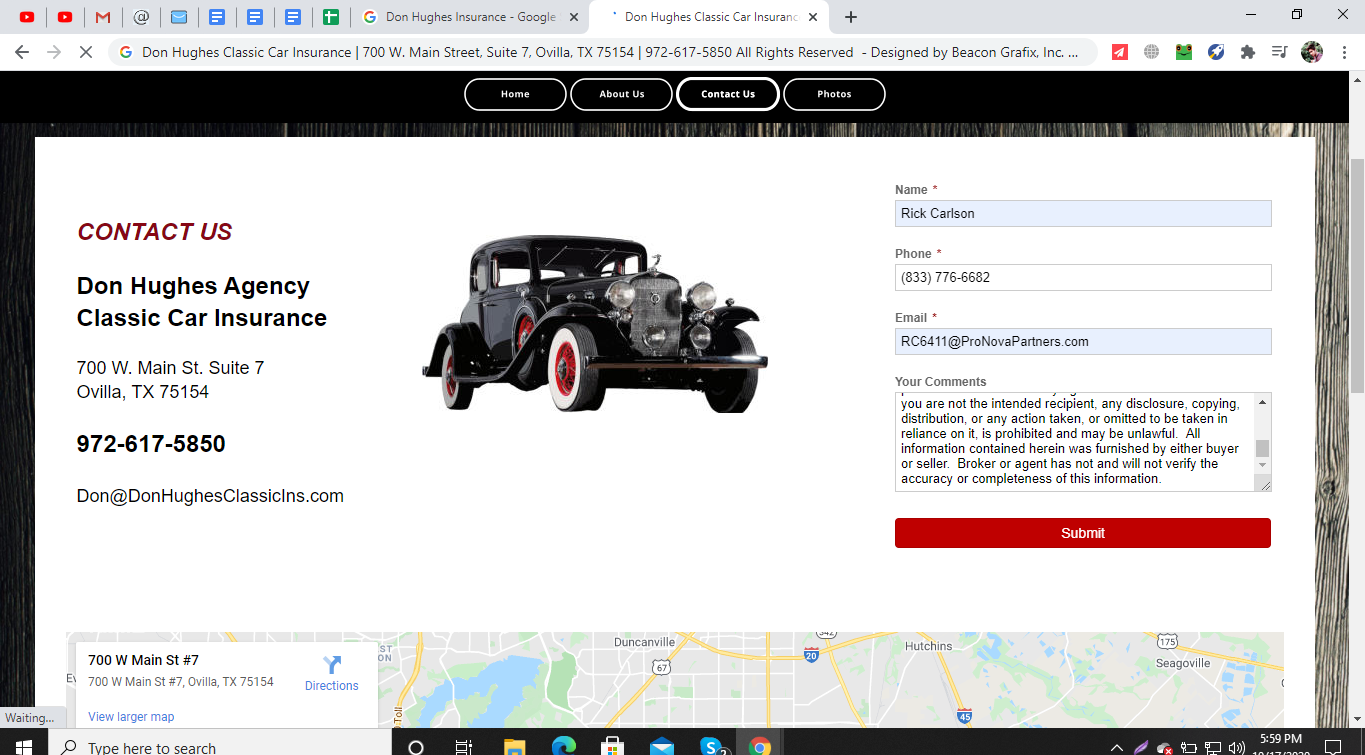 Don Hughes Insurance - Google
Don Hughes Classic Car Insuranc
Don Hughes Classic Car Insurance | 700 W. Main Street, Suite 7, Ovilla, TX 75154 | 972-617-5850 All Rights Reserved - Designed by Beacon Grafix, Inc. ...
Home
About Us
Contact Us
Photos
CONTACT US
Don Hughes Agency
Classic Car Insurance
700 W. Main St. Suite 7
Ovilla, TX 75154
972-617-5850
Don@DonHughesClassicIns.com
Name *
Rick Carlson
Phone *
(833) 776-6682
Email *
RC6411@ProNovaPartners.com
Your Comments
you are not the intended recipient, any disclosure, copying,
distribution, or any action taken, or omitted to be taken in
reliance on it, is prohibited and may be unlawful. All
information contained herein was furnished by either buyer
or seller. Broker or agent has not and will not verify the
accuracy or completeness of this information.
Submit
700 W Main St #7
700 W Main St #7, Ovilla, TX 75154
Directions
View larger map
Duncanville
67
20
Hutchins
175
Seagoville
45
Toll
Waiting...
Type here to search
5:59 PM